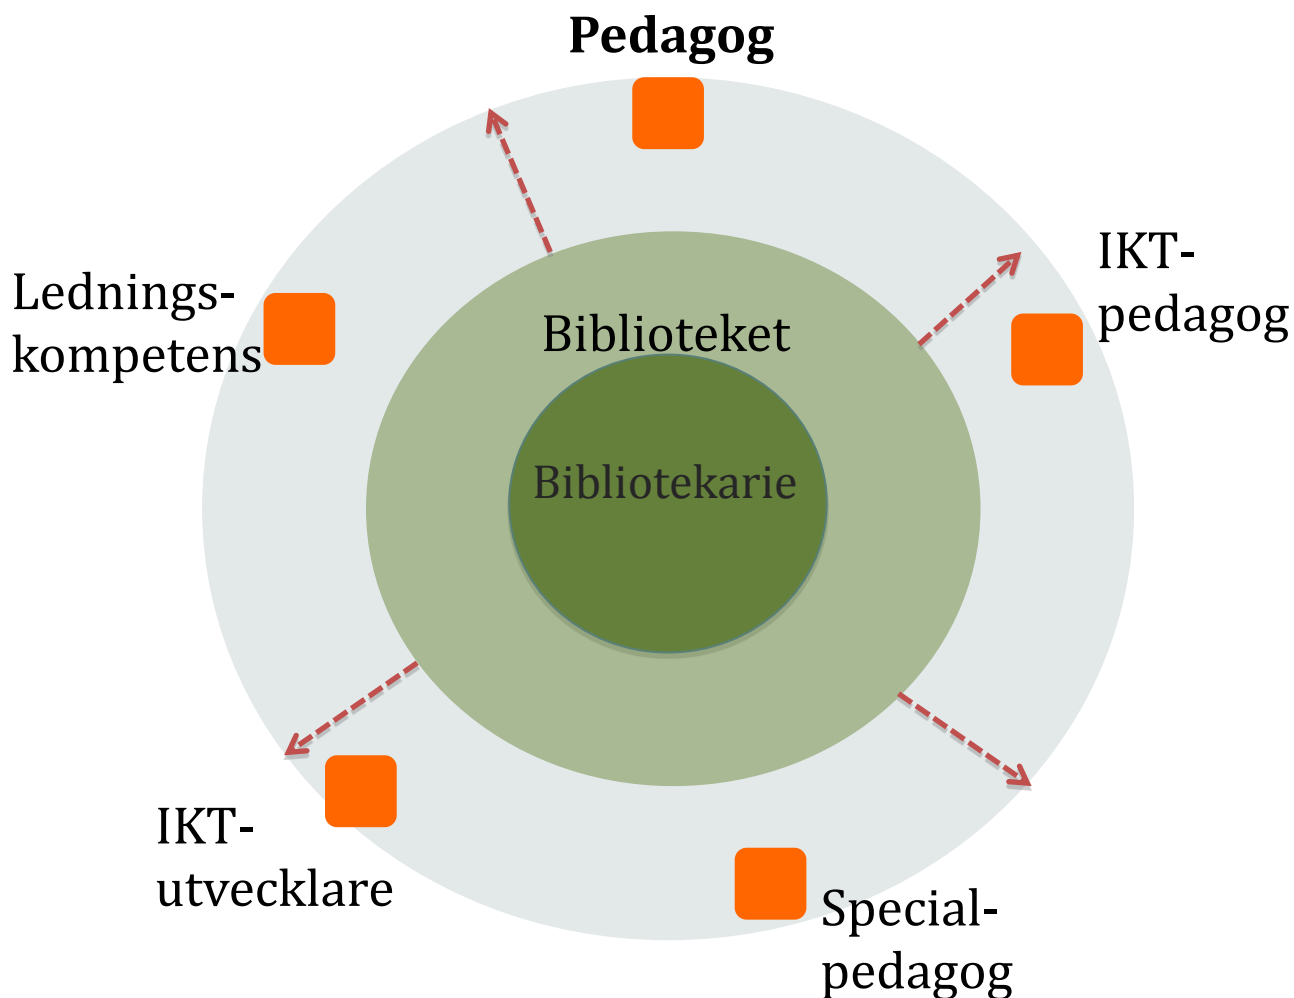 Pedagog
IKT-
pedagog
Lednings-
kompetens
Biblioteket
Bibliotekarie
IKT-
utvecklare
Special-
pedagog